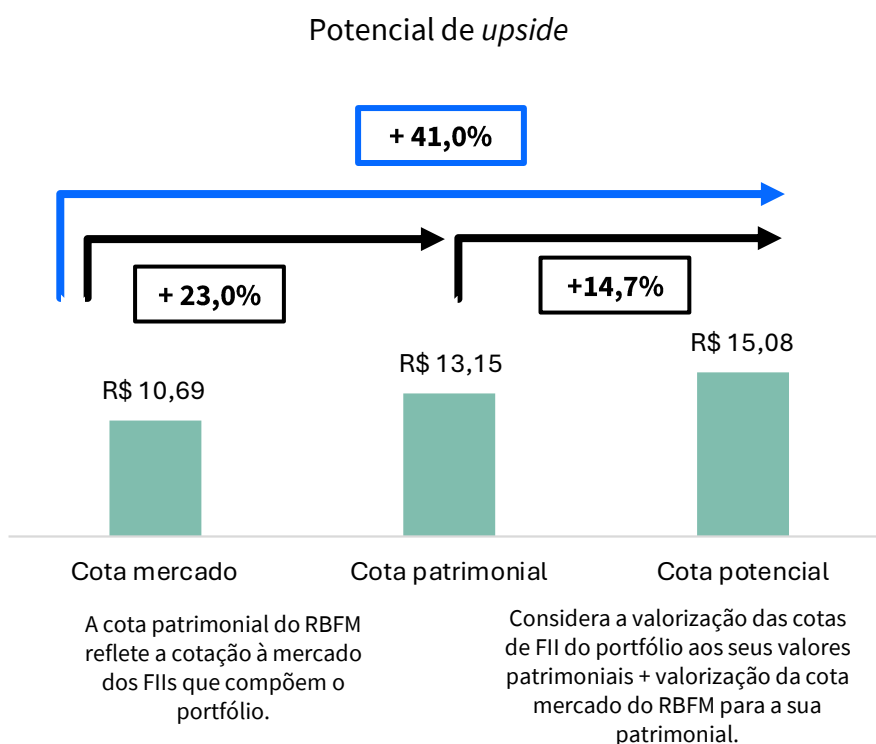 Potencial de upside
+ 41,0%
+ 23,0%
+14,7%
R$ 10,69
R$ 13,15
R$ 15,08
Cota mercado
Cota patrimonial
Cota potencial
A cota patrimonial do RBFM
reflete a cotação à mercado
dos FIIs que compõem o
portfólio.
Considera a valorização das cotas
de FII do portfólio aos seus valores
patrimoniais + valorização da cota
mercado do RBFM para a sua
patrimonial.